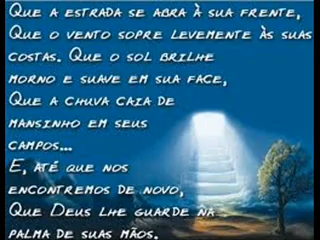 Que a estrada se abra à sua frente,
Que o vento sopre levemente às suas
costas. Que o sol brilhe
morno e suave em sua face,
Que a chuva caia de
mansinho em seus
campos...
E, até que nos
encontremos de novo,
Que Deus lhe guarde na
palma de suas mãos.